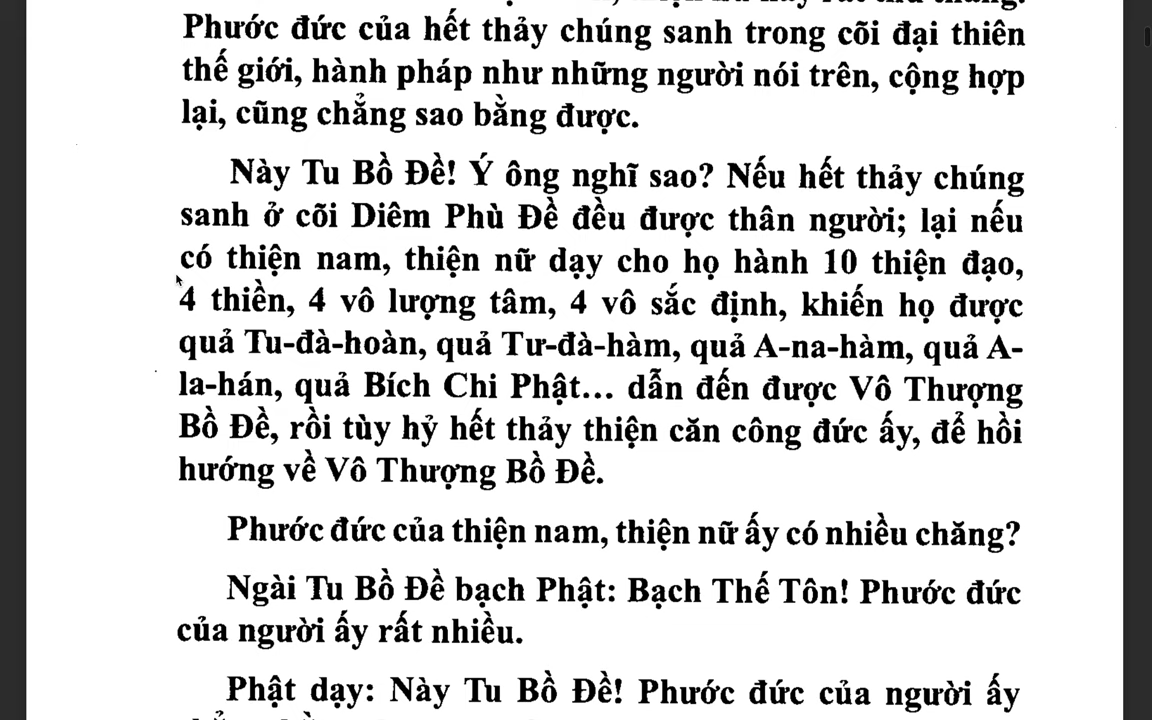 Phước đức của hết thảy chúng sanh trong cõi đại thiên
thế giới, hành pháp như những người nói trên, cộng hợp
lại, cũng chẳng sao bằng được.
Này Tu Bồ Đề! Ý ông nghĩ sao? Nếu hết thảy chúng
sanh ở cõi Diêm Phù Đề đều được thân người; lại nếu
có thiện nam, thiện nữ dạy cho họ hành 10 thiện đạo,
4 thiền, 4 vô lượng tâm, 4 vô sắc định, khiến họ được
quả Tu-đà-hoàn, quả Tư-đà-hàm, quả A-na-hàm, quả A-
la-hán, quả Bích Chi Phật... dẫn đến được Vô Thượng
Bồ Đề, rồi tùy hỷ hết thảy thiện căn công đức ấy, để hồi
hướng về Vô Thượng Bồ Đề.
Phước đức của thiện nam, thiện nữ ấy có nhiều chăng?
Ngài Tu Bồ Đề bạch Phật: Bạch Thế Tôn! Phước đức
của người ấy rất nhiều.
Phật dạy: Này Tu Bồ Đề! Phước đức của người ấy